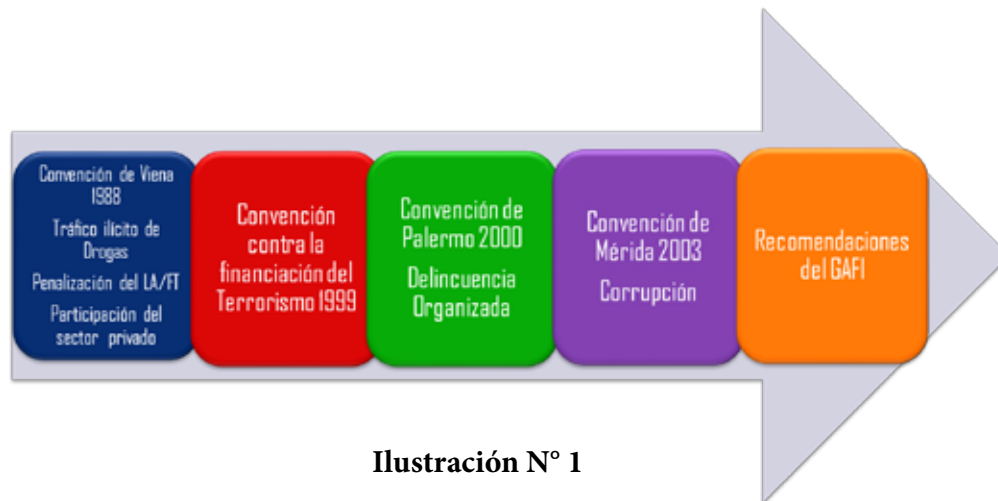 Convención de Viena
1988
Tráfico ilícito de
Drogas
Penalización del LA/FT
Participación del
sector privado
Convención
contra la
financiación del
Terrorismo 1999
Convención de
Palermo 2000
Delincuencia
Organizada
Convención de
Mérida 2003
Corrupción
Recomendaciones
del GAFI
Ilustración N° 1